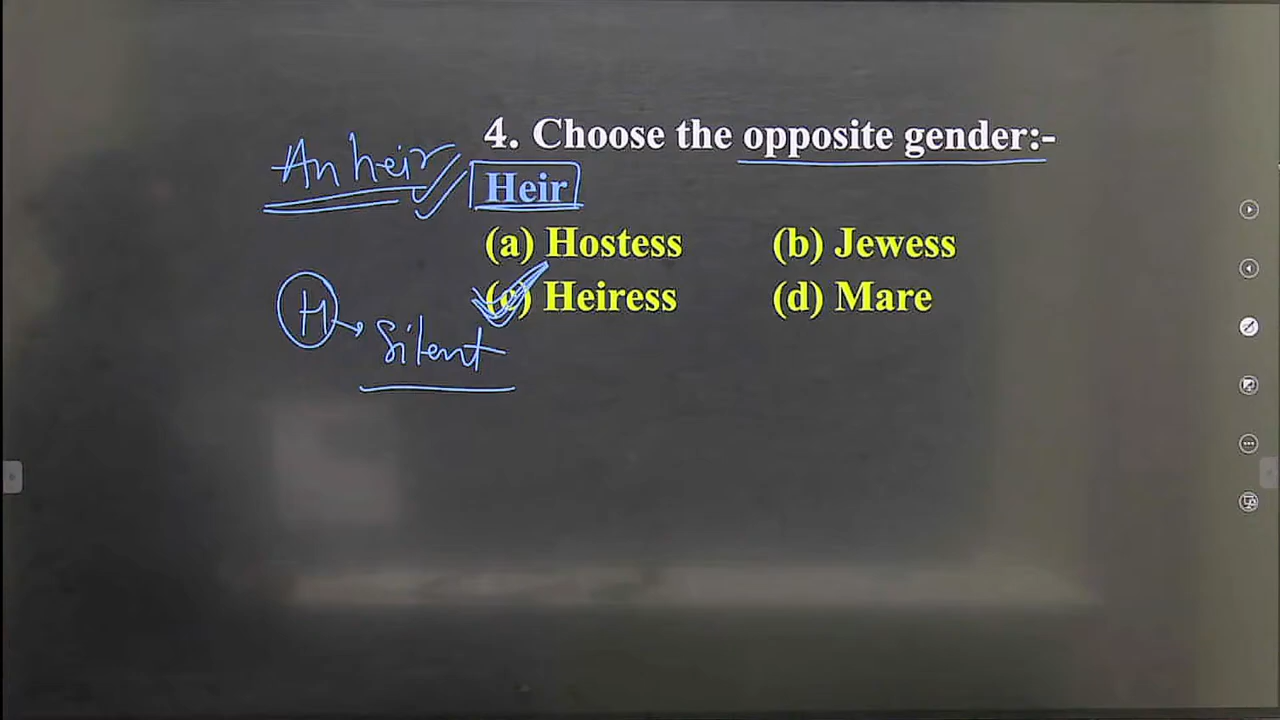 4. Choose the opposite gender:-
An heir
Heir
(a) Hostess (b) Jewess
(c) Heiress (d) Mare
H → Silent